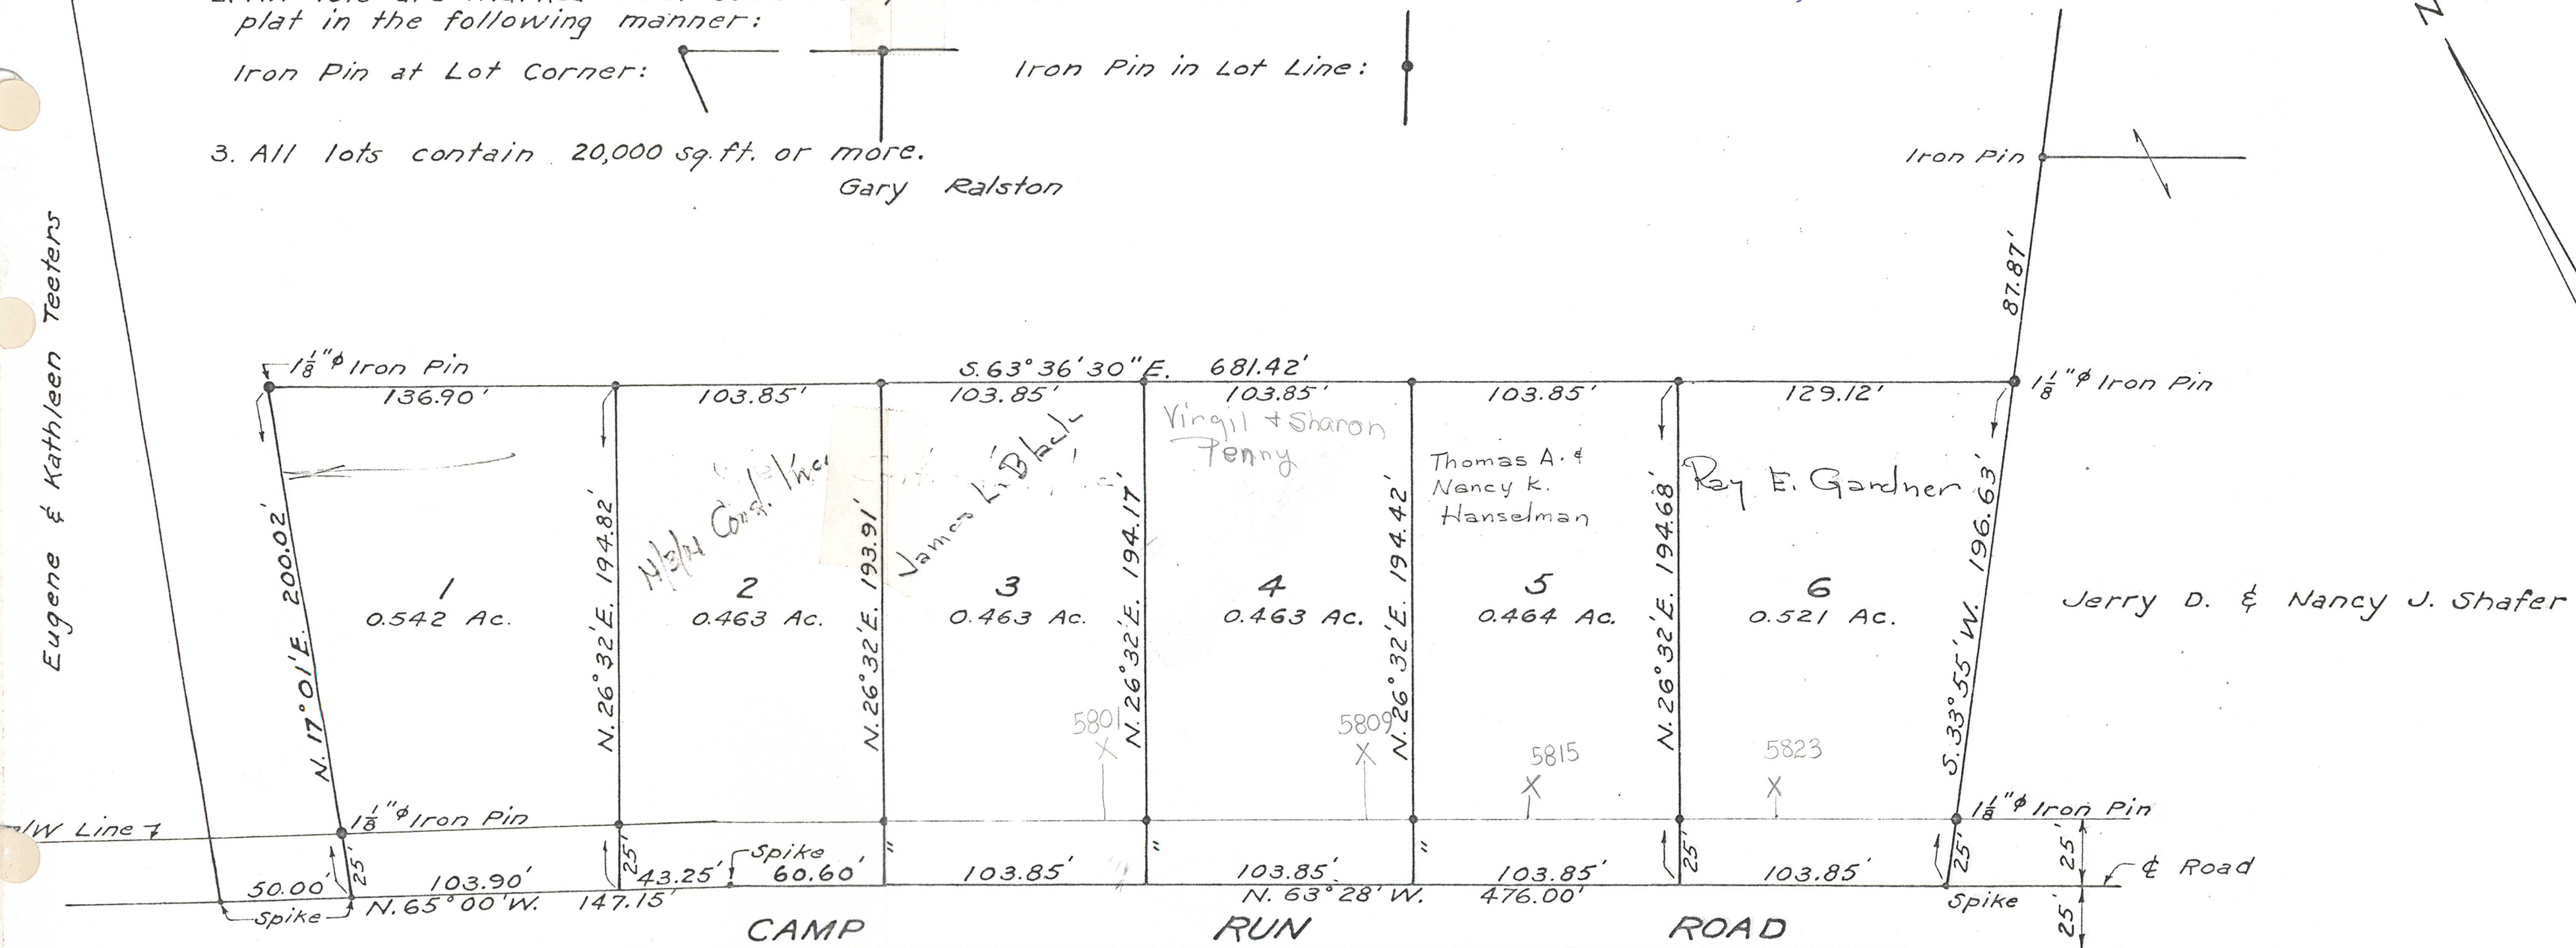 plat in the following manner:
Iron Pin at Lot Corner:
Iron Pin in Lot Line:
3. All lots contain 20,000 sq.ft. or more.
Gary Ralston
Iron Pin
N
Eugene & Kathleen Teeters
87.87'
1 1/8"ϕ Iron Pin
S.63°36'30"E. 681.42'
136.90'
103.85'
103.85'
103.85'
103.85'
129.12'
1 1/8"ϕ Iron Pin
Const.
James L. Black
Virgil + Sharon
Penny
Thomas A. &
Nancy K.
Hanselman
Ray E. Gardner
N. 17°01'E. 200.02'
N.26°32'E. 194.82'
N.26°32'E. 193.91'
N.26°32'E. 194.17'
N.26°32'E. 194.42'
N.26°32'E. 194.68'
S.33°55'W. 196.63'
1
0.542 Ac.
2
0.463 Ac.
3
0.463 Ac.
4
0.463 Ac.
5
0.464 Ac.
6
0.521 Ac.
Jerry D. & Nancy J. Shafer
5801
X
5809
X
5815
X
5823
X
/W Line
1 1/8"ϕ Iron Pin
1 1/8"ϕ Iron Pin
25'
25'
"
"
"
25'
25'
25'
Spike
50.00'
103.90'
43.25'
60.60'
103.85'
103.85'
103.85'
103.85'
℄ Road
Spike
N.65°00'W. 147.15'
N. 63°28'W. 476.00'
Spike
25'
CAMP RUN ROAD